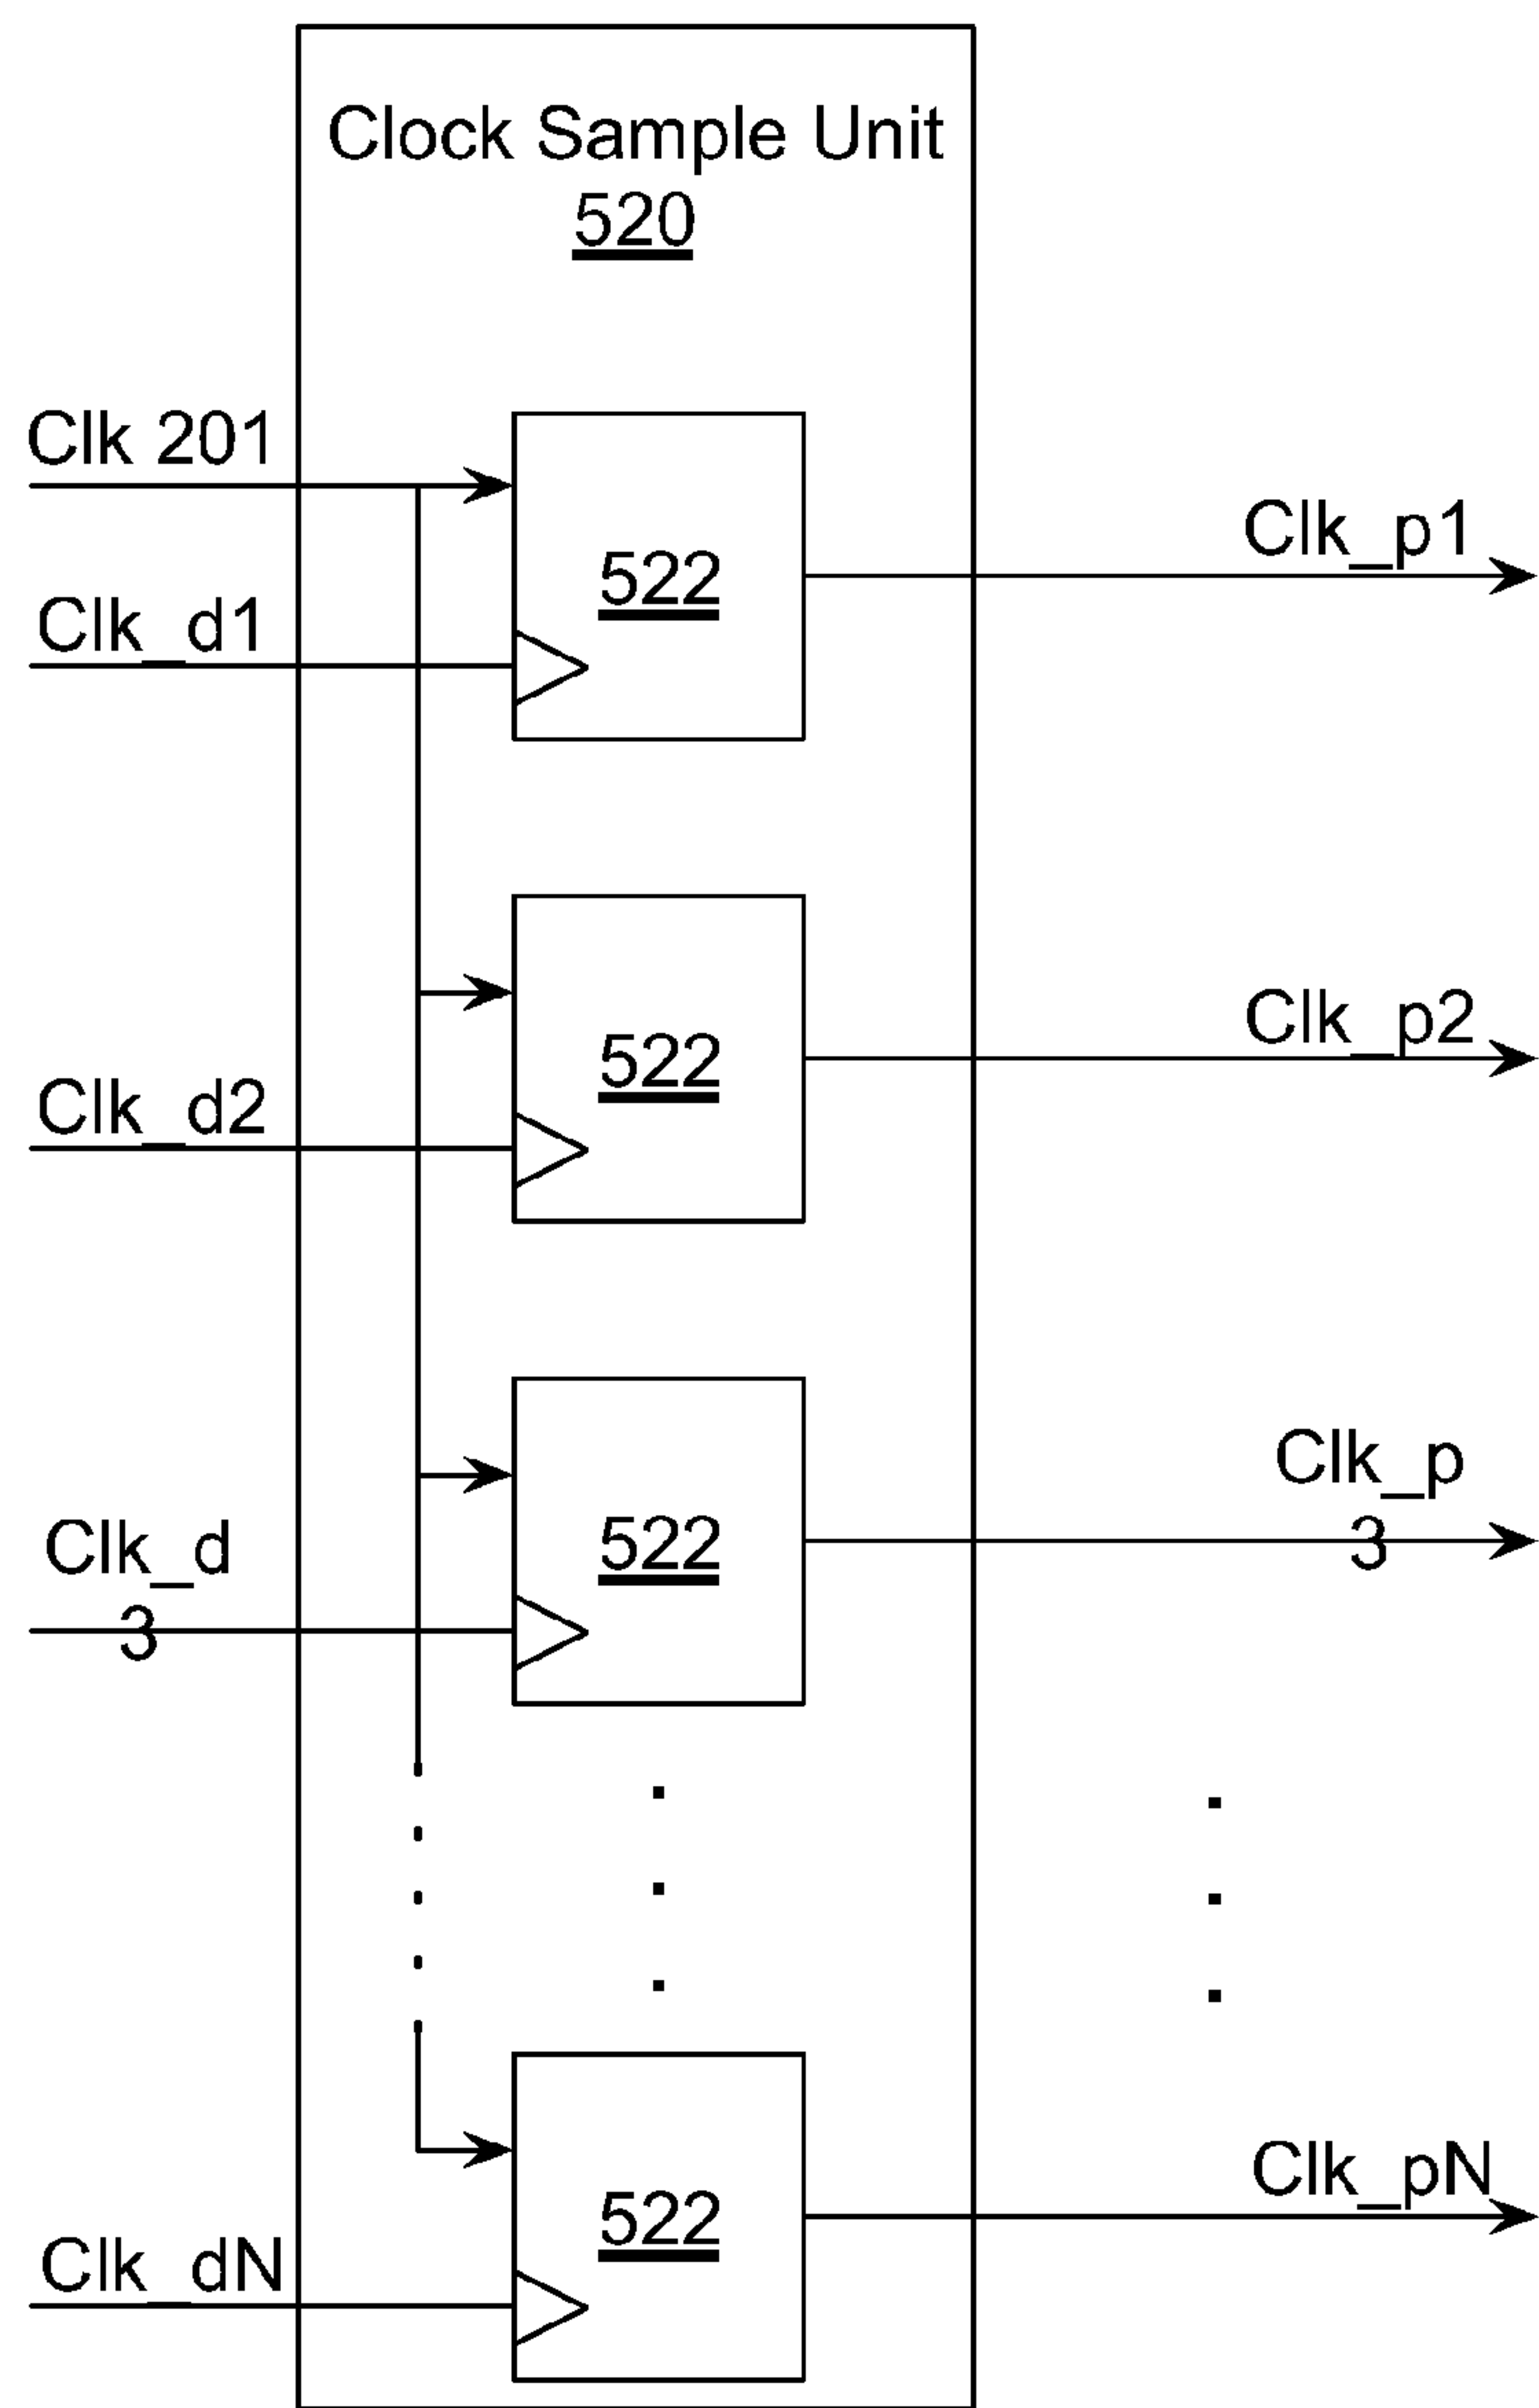 Clock Sample Unit
520
Clk 201
522
Clk_p1
Clk_d1
522
Clk_p2
Clk_d2
522
Clk_p
3
Clk_d
3
522
Clk_pN
Clk_dN